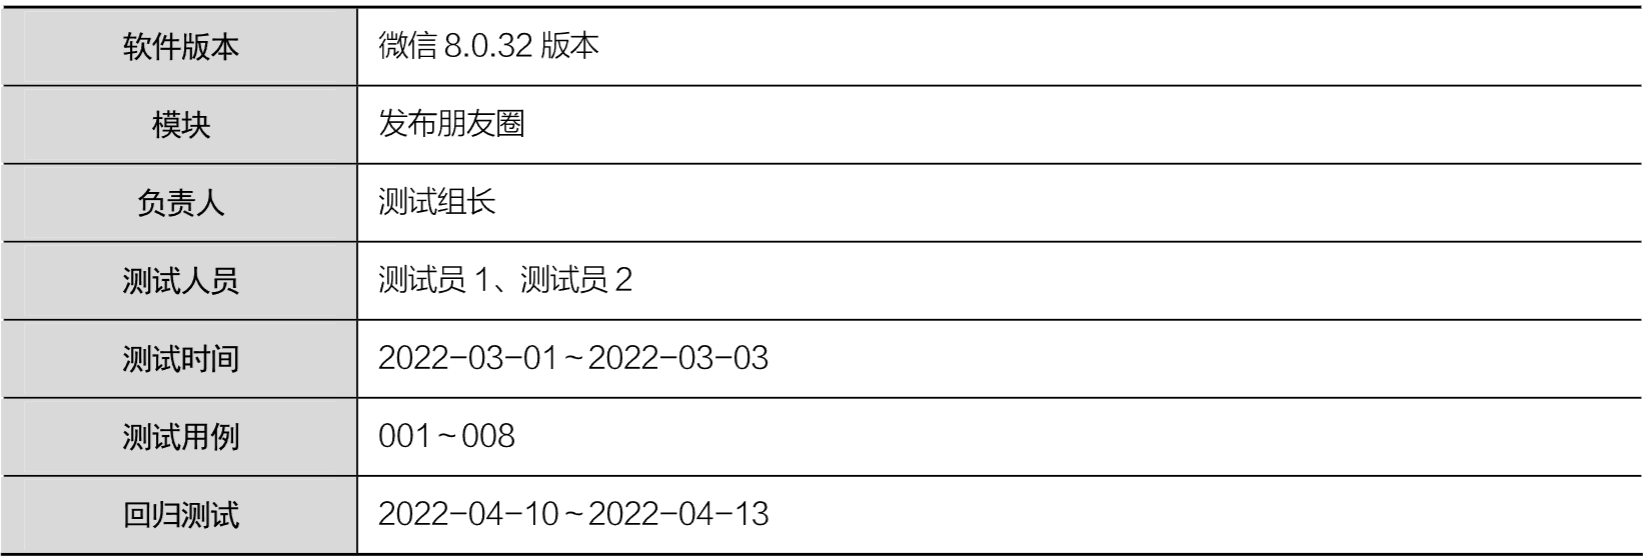 软件版本 微信 8.0.32 版本
模块 发布朋友圈
负责人 测试组长
测试人员 测试员 1、测试员 2
测试时间 2022-03-01~2022-03-03
测试用例 001~008
回归测试 2022-04-10~2022-04-13